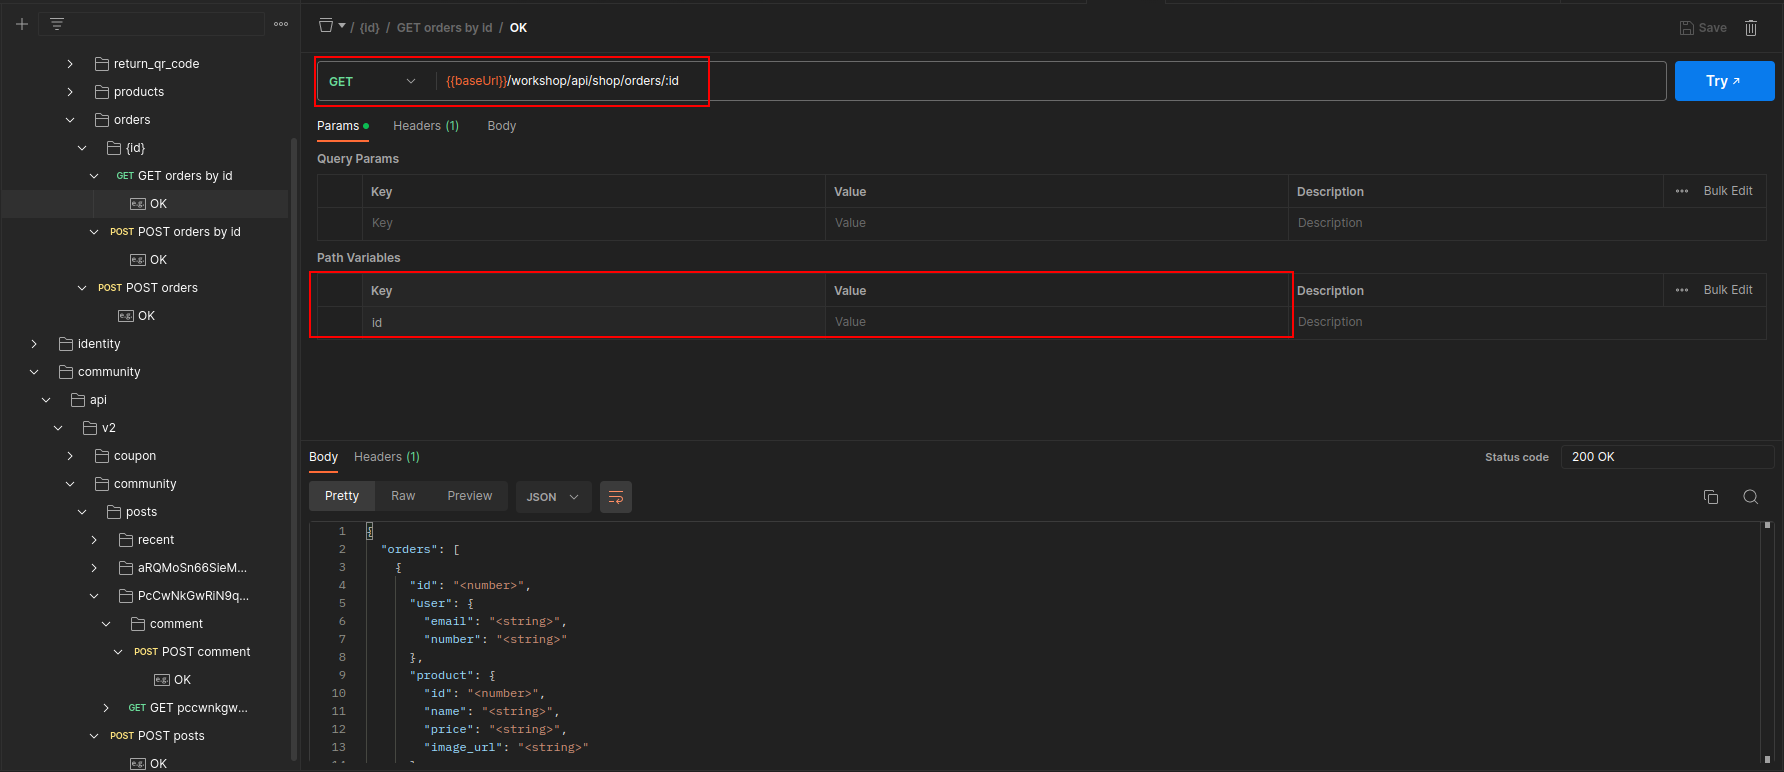 / {id} / GET orders by id / OK
Save
return_qr_code
products
orders
{id}
GET GET orders by id
e.g. OK
POST POST orders by id
e.g. OK
POST POST orders
e.g. OK
identity
community
api
v2
coupon
community
posts
recent
aRQMoSn66SieM...
PcCwNkGwRiN9q...
comment
POST POST comment
e.g. OK
GET GET pccwnkgw...
POST POST posts
e.g. OK
GET {{baseUrl}}/workshop/api/shop/orders/:id
Try
Params Headers (1) Body
Query Params
Key Value Description Bulk Edit
Key Value Description
Path Variables
Key Value Description Bulk Edit
id Value Description
Body Headers (1) Status code 200 OK
Pretty Raw Preview JSON
1 {
2 "orders": [
3 {
4 "id": "<number>",
5 "user": {
6 "email": "<string>",
7 "number": "<string>"
8 },
9 "product": {
10 "id": "<number>",
11 "name": "<string>",
12 "price": "<string>",
13 "image_url": "<string>"